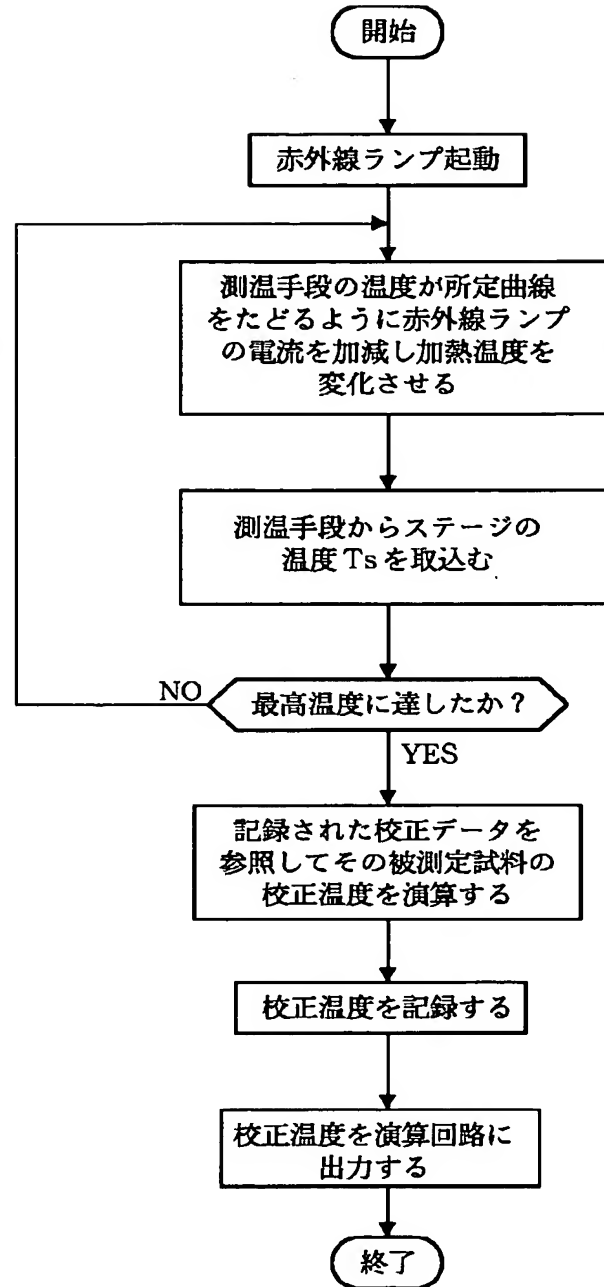 開始
赤外線ランプ起動
測温手段の温度が所定曲線
をたどるように赤外線ランプ
の電流を加減し加熱温度を
変化させる
測温手段からステージの
温度Tsを取込む
NO
最高温度に達したか？
YES
記録された校正データを
参照してその被測定試料の
校正温度を演算する
校正温度を記録する
校正温度を演算回路に
出力する
終了